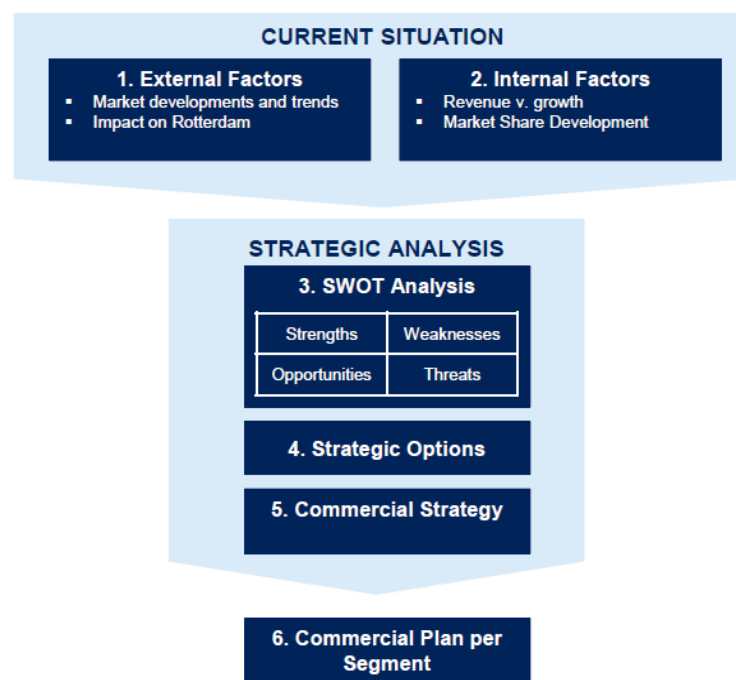 CURRENT SITUATION
1. External Factors
▪ Market developments and trends
▪ Impact on Rotterdam
2. Internal Factors
▪ Revenue v. growth
▪ Market Share Development
STRATEGIC ANALYSIS
3. SWOT Analysis
Strengths
Weaknesses
Opportunities
Threats
4. Strategic Options
5. Commercial Strategy
6. Commercial Plan per
Segment